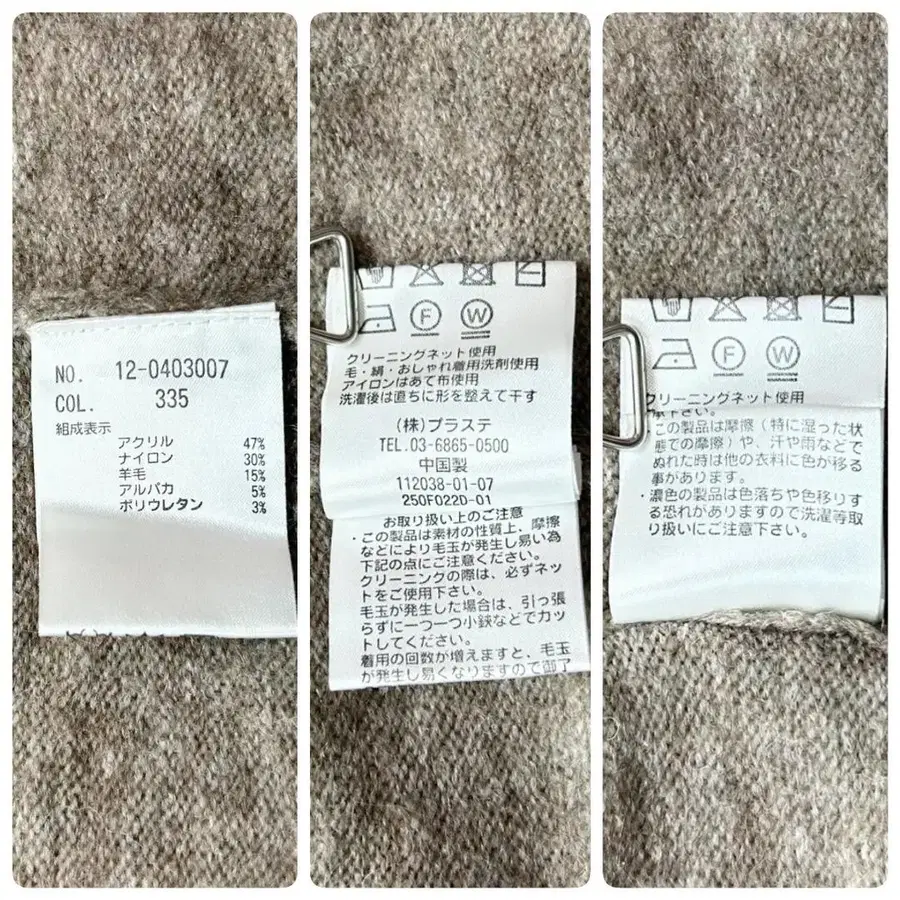 NO. 12-0403007
COL. 335
組成表示
アクリル 47%
ナイロン 30%
羊毛 15%
アルパカ 5%
ポリウレタン 3%
F W
クリーニングネット使用
毛・絹・おしゃれ着用洗剤使用
アイロンはあて布使用
洗濯後は直ちに形を整えて干す
(株)プラステ
TEL.03-6865-0500
中国製
112038-01-07
250F022D-01
お取り扱い上のご注意
・この製品は素材の性質上、摩擦
などにより毛玉が発生し易い為
下記の点にご注意ください。
クリーニングの際は、必ずネッ
トをご使用下さい。
毛玉が発生した場合は、引っ張
らずに一つ一つ小鋏などでカッ
トしてください。
着用の回数が増えますと、毛玉
が発生し易くなりますので御了
F W
クリーニングネット使用
承下さい。
・この製品は摩擦(特に湿った状
態での摩擦)や、汗や雨などで
ぬれた時は他の衣料に色が移る
事があります。
・濃色の製品は色落ちや色移りす
る恐れがありますので洗濯等取
り扱いにご注意下さい。